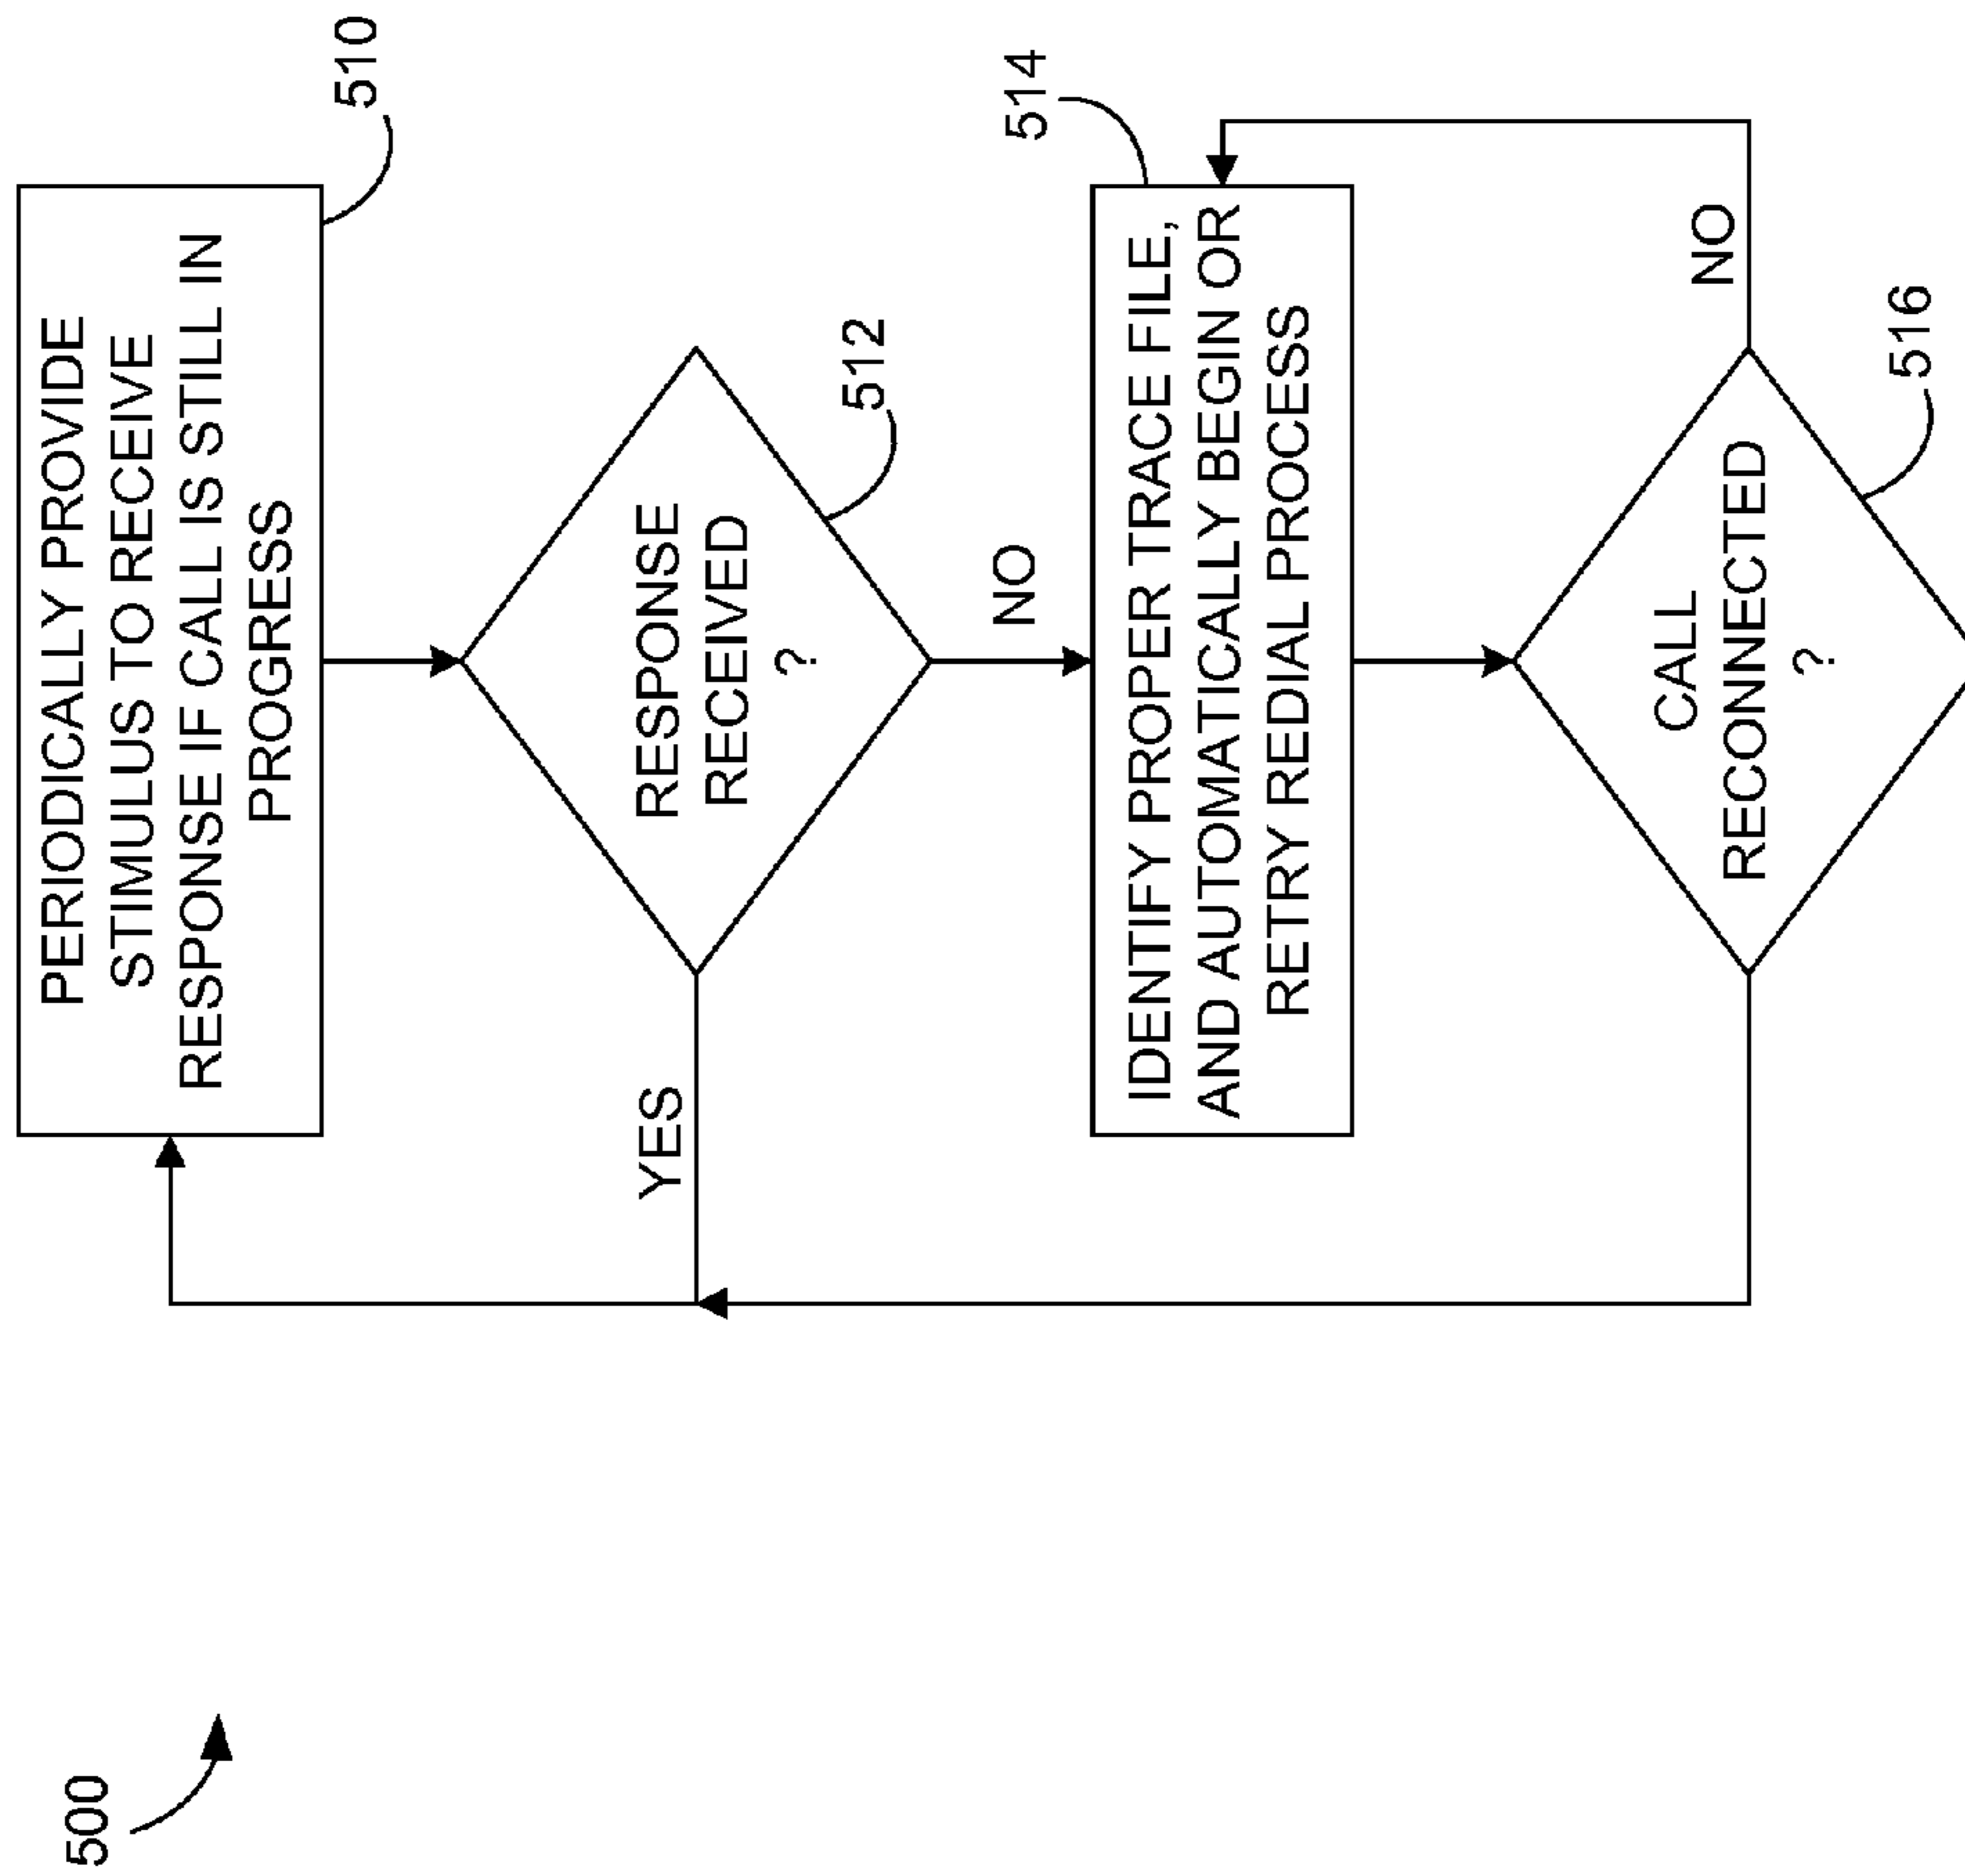 500
PERIODICALLY PROVIDE
STIMULUS TO RECEIVE
RESPONSE IF CALL IS STILL IN
PROGRESS
510
RESPONSE
RECEIVED
?
512
YES
NO
IDENTIFY PROPER TRACE FILE,
AND AUTOMATICALLY BEGIN OR
RETRY REDIAL PROCESS
514
CALL
RECONNECTED
?
NO
516